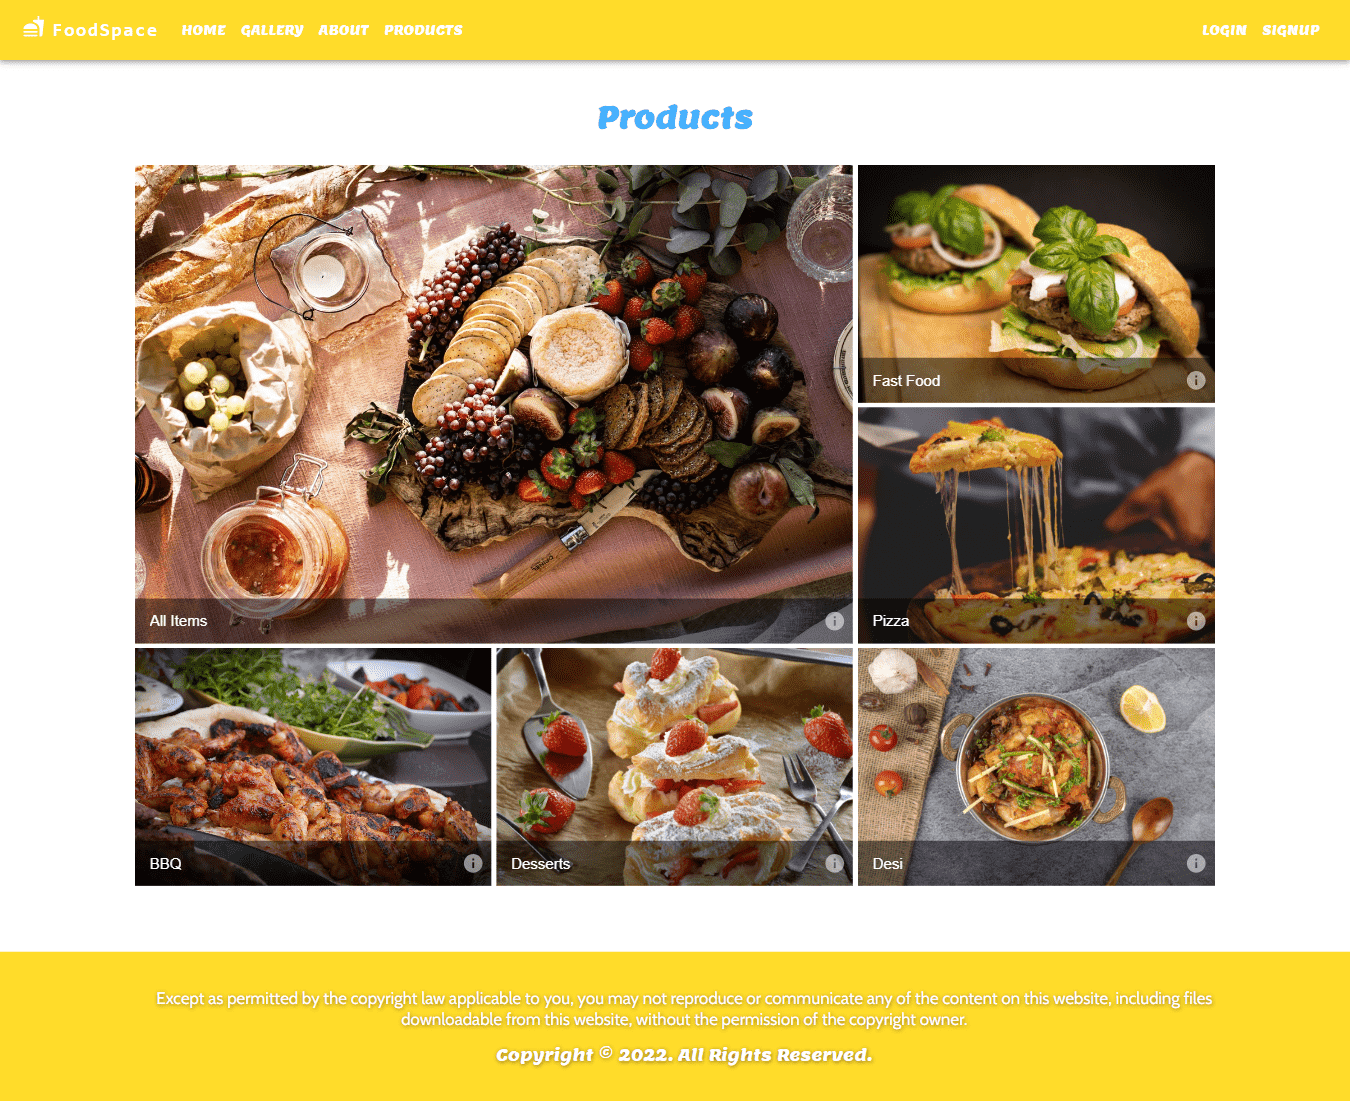 FoodSpace HOME GALLERY ABOUT PRODUCTS LOGIN SIGNUP
Products
Fast Food
All Items
Pizza
BBQ
Desserts
Desi
Except as permitted by the copyright law applicable to you, you may not reproduce or communicate any of the content on this website, including files
downloadable from this website, without the permission of the copyright owner.
Copyright © 2022. All Rights Reserved.